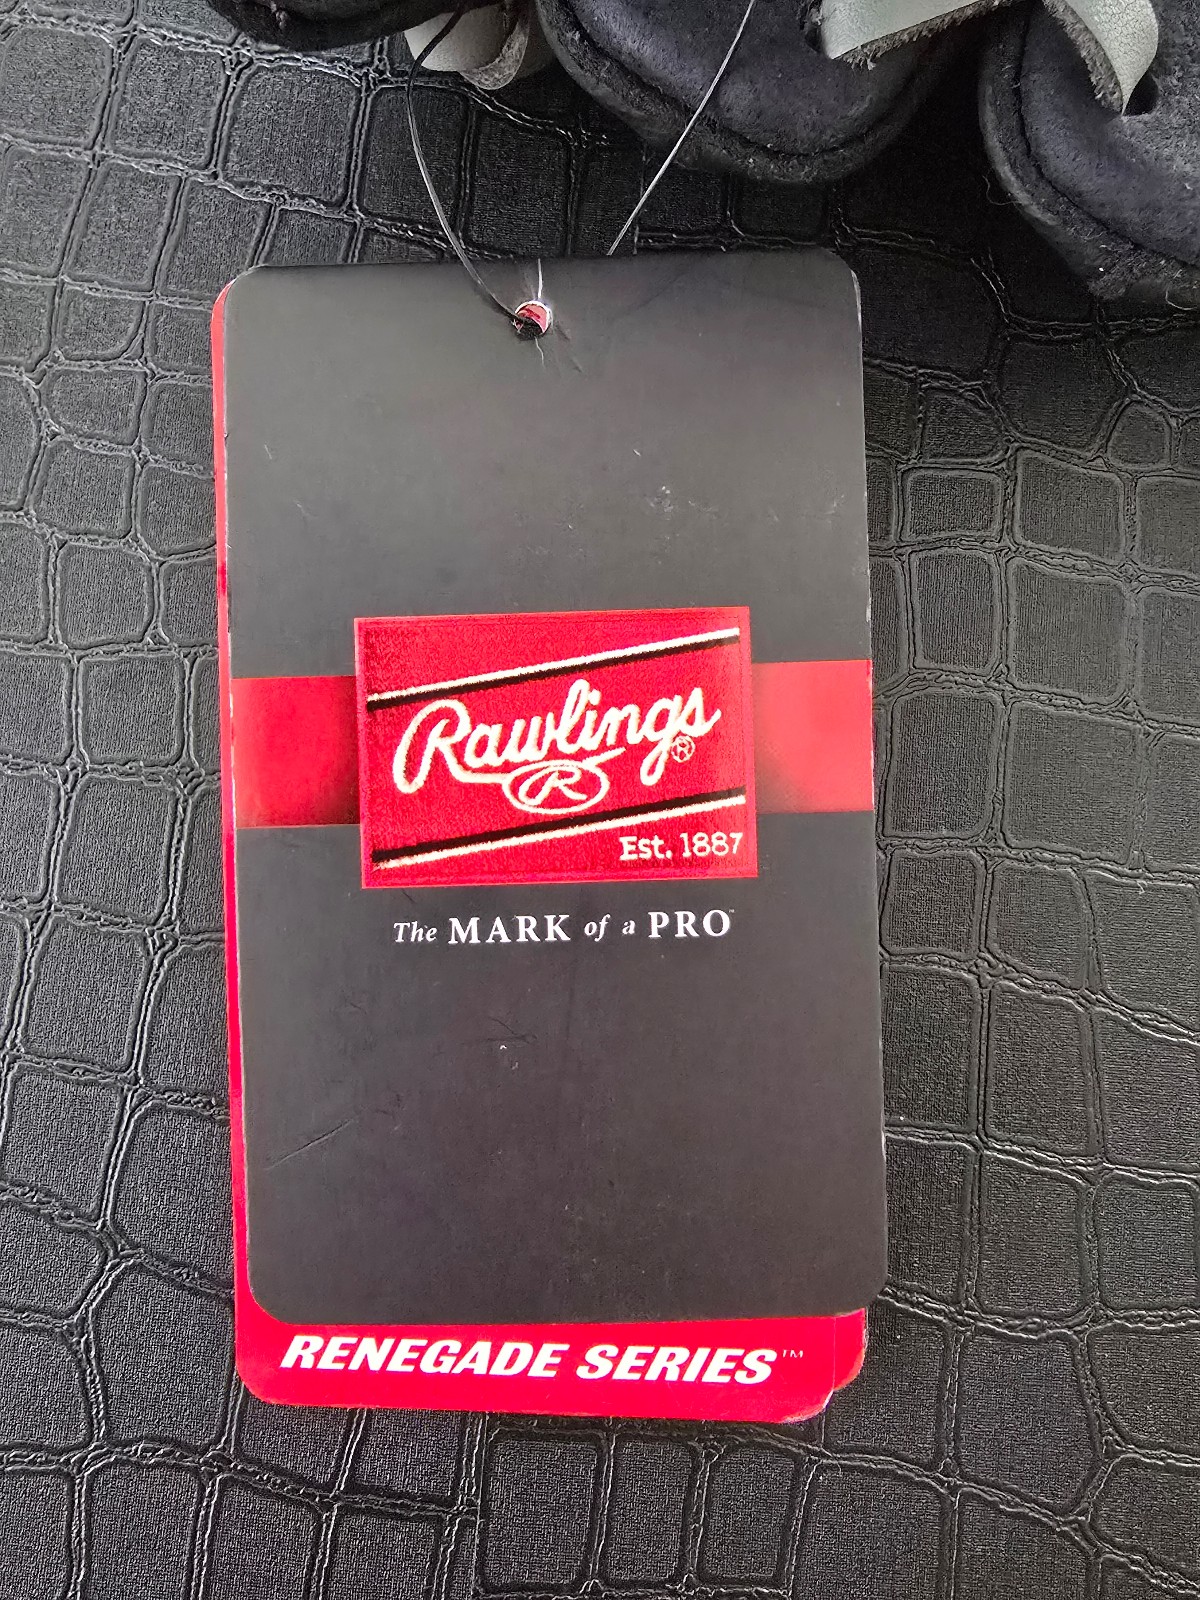 Rawlings®
R
Est. 1887
The MARK of a PRO™
RENEGADE SERIES™